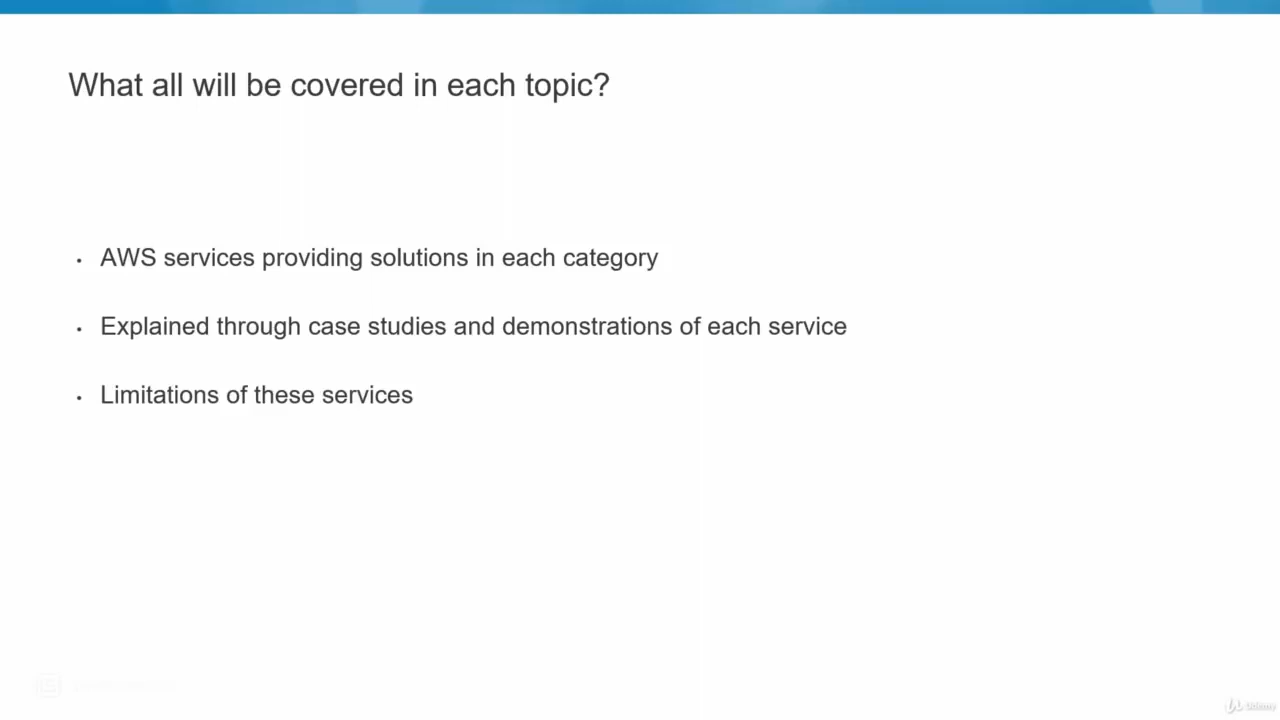 What all will be covered in each topic?
• AWS services providing solutions in each category
• Explained through case studies and demonstrations of each service
• Limitations of these services
Udemy